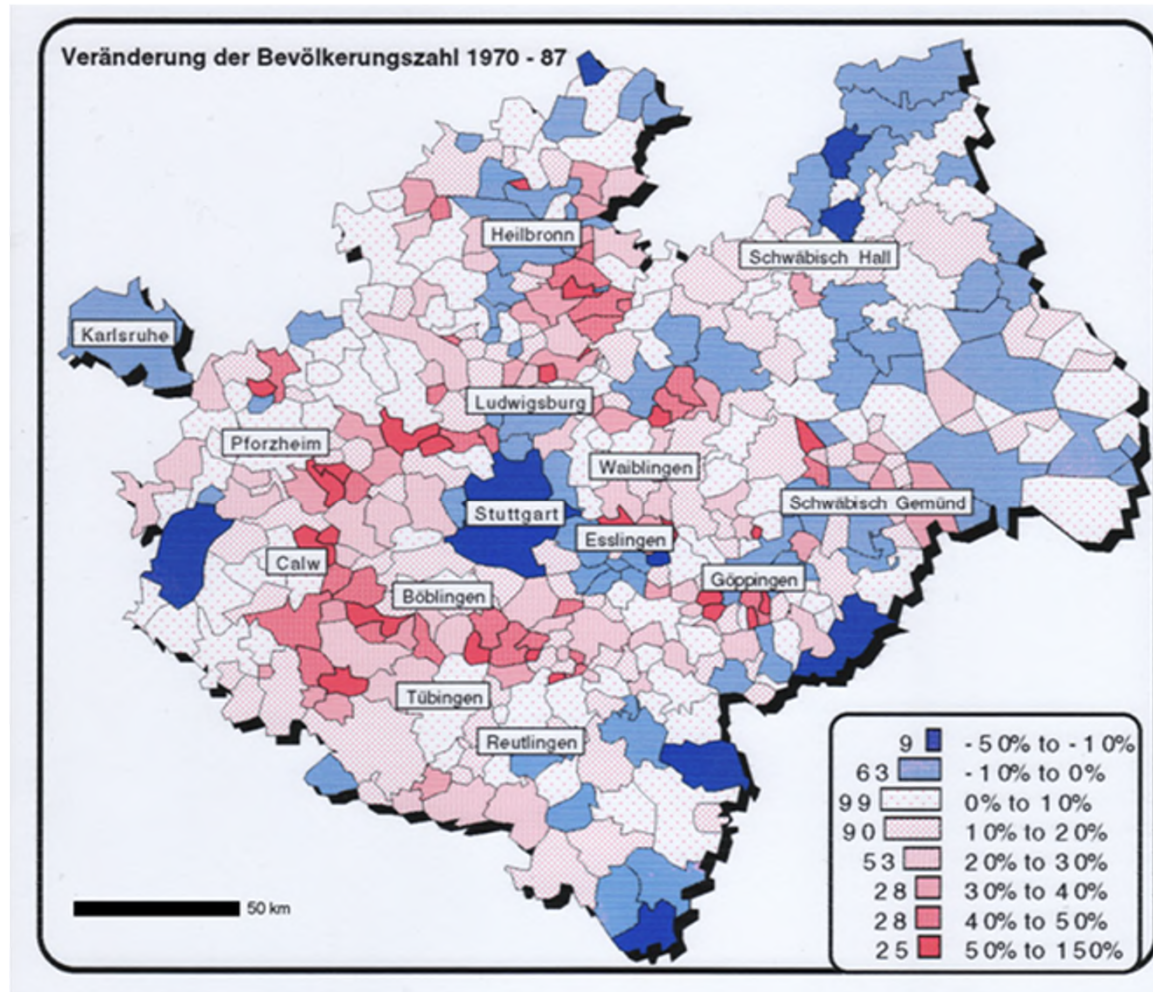 Veränderung der Bevölkerungszahl 1970 - 87
Heilbronn
Schwäbisch Hall
Karlsruhe
Ludwigsburg
Pforzheim
Waiblingen
Stuttgart
Schwäbisch Gemünd
Esslingen
Calw
Göppingen
Böblingen
Tübingen
Reutlingen
9 -50% to -10%
63 -10% to 0%
99 0% to 10%
90 10% to 20%
53 20% to 30%
28 30% to 40%
28 40% to 50%
25 50% to 150%
50 km